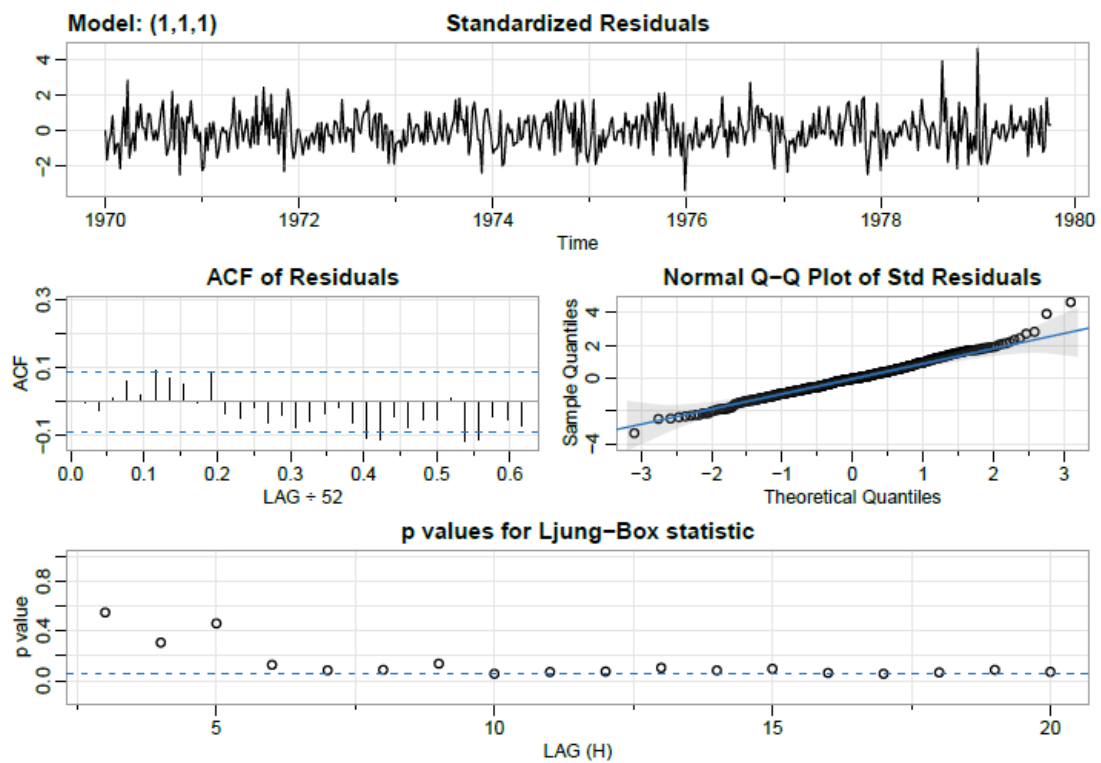 Model: (1,1,1) Standardized Residuals
4
2
0
−2
1970 1972 1974 1976 1978 1980
Time
ACF of Residuals
0.3
0.1
−0.1
ACF
0.0 0.1 0.2 0.3 0.4 0.5 0.6
LAG ÷ 52
Normal Q−Q Plot of Std Residuals
4
2
0
−4
Sample Quantiles
−3 −2 −1 0 1 2 3
Theoretical Quantiles
p values for Ljung−Box statistic
0.8
0.4
0.0
p value
5 10 15 20
LAG (H)